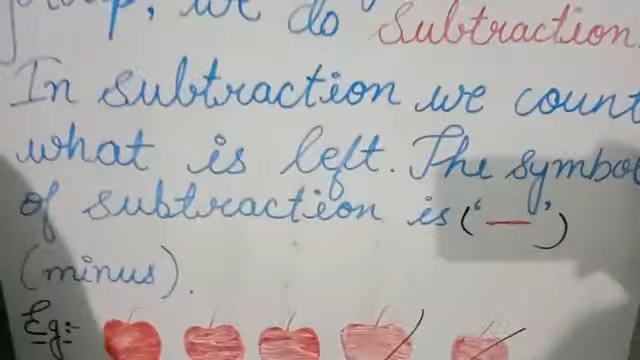 we do Subtraction.
In subtraction we count
what is left. The symbol
of subtraction is ('—')
(minus).
Eg:-